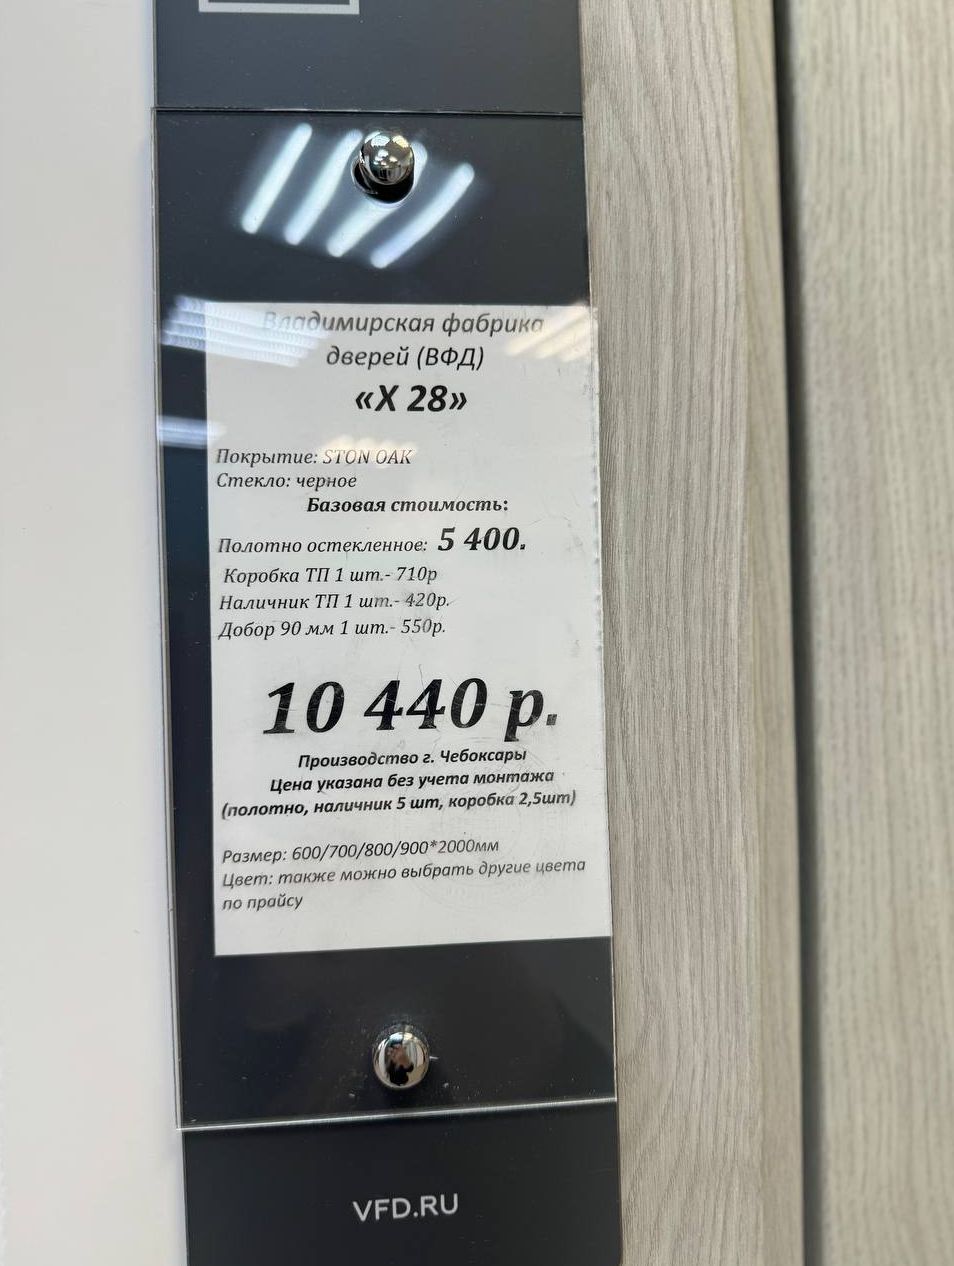 Владимирская фабрика
дверей (ВФД)
«X 28»
Покрытие: STON OAK
Стекло: черное
Базовая стоимость:
Полотно остекленное: 5 400.
Коробка ТП 1 шт.- 710р
Наличник ТП 1 шт.- 420р.
Добор 90 мм 1 шт.- 550р.
10 440 р.
Производство г. Чебоксары
Цена указана без учета монтажа
(полотно, наличник 5 шт, коробка 2,5шт)
Размер: 600/700/800/900*2000мм
Цвет: также можно выбрать другие цвета
по прайсу
VFD.RU